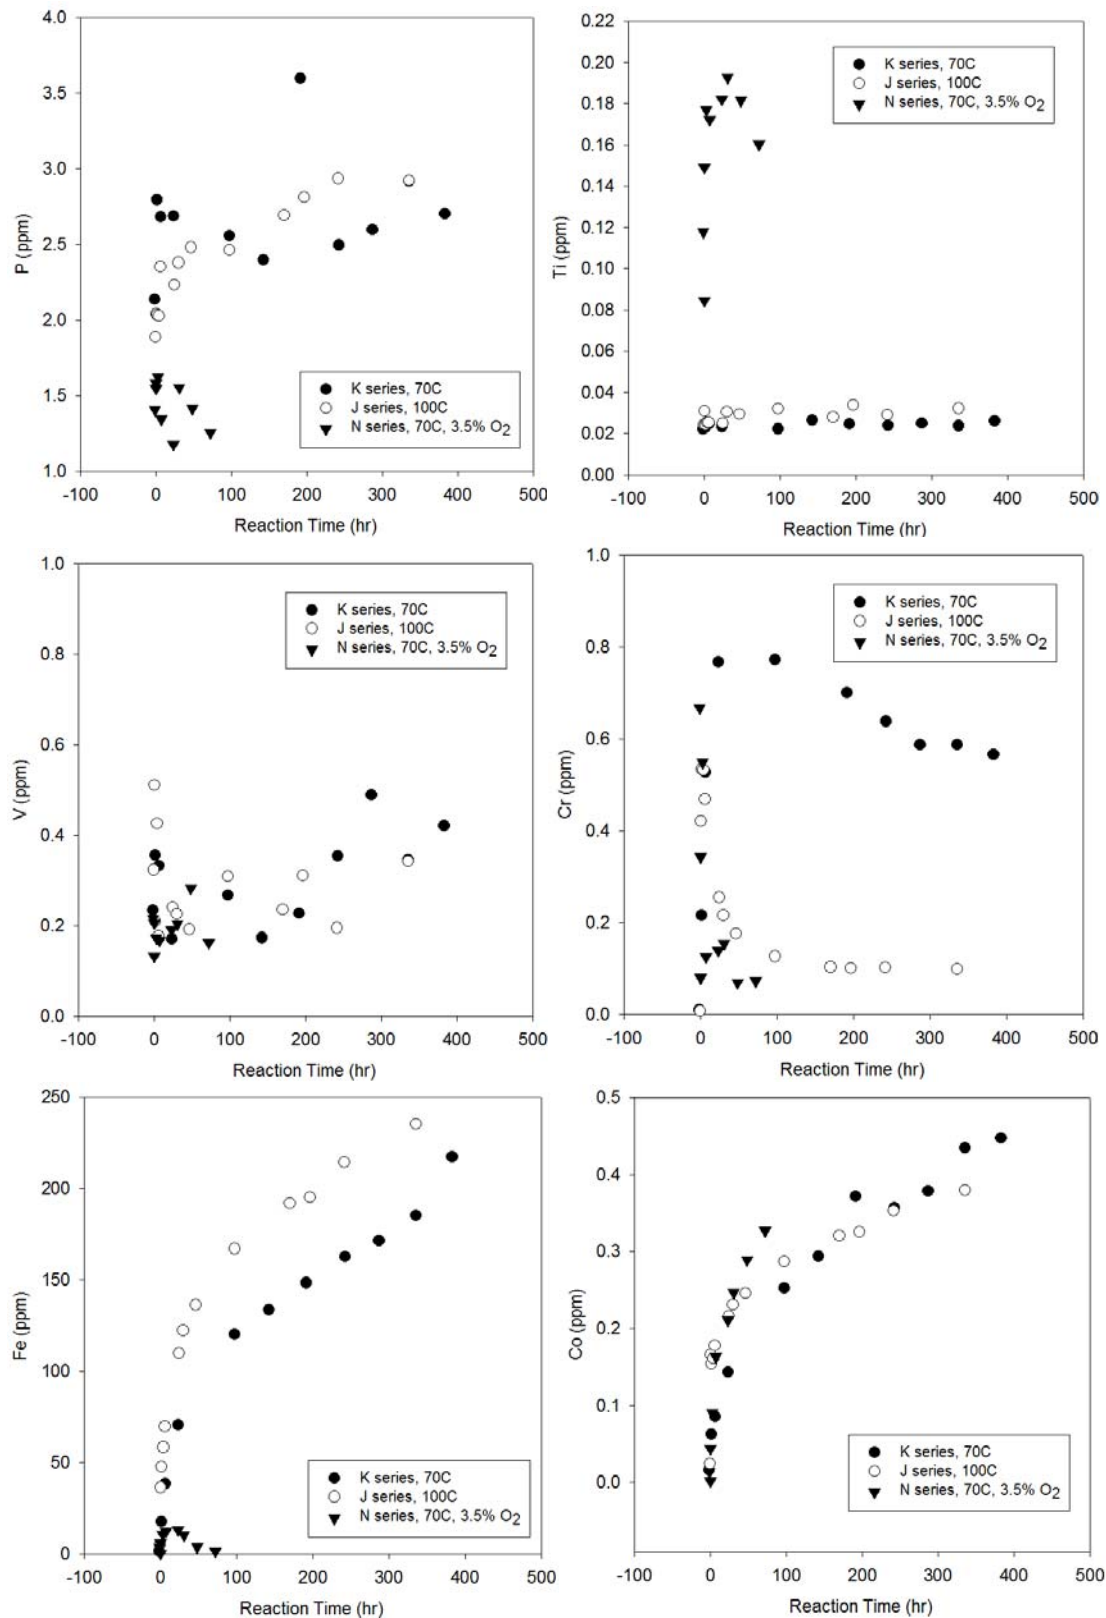 4.0
3.5
3.0
2.5
2.0
1.5
1.0
P (ppm)
K series, 70C
J series, 100C
N series, 70C, 3.5% O2
-100 0 100 200 300 400 500
Reaction Time (hr)
0.22
0.20
0.18
0.16
0.14
0.12
0.10
0.08
0.06
0.04
0.02
0.00
Ti (ppm)
K series, 70C
J series, 100C
N series, 70C, 3.5% O2
-100 0 100 200 300 400 500
Reaction Time (hr)
1.0
0.8
0.6
0.4
0.2
0.0
V (ppm)
K series, 70C
J series, 100C
N series, 70C, 3.5% O2
-100 0 100 200 300 400 500
Reaction Time (hr)
1.0
0.8
0.6
0.4
0.2
0.0
Cr (ppm)
K series, 70C
J series, 100C
N series, 70C, 3.5% O2
-100 0 100 200 300 400 500
Reaction Time (hr)
250
200
150
100
50
0
Fe (ppm)
K series, 70C
J series, 100C
N series, 70C, 3.5% O2
-100 0 100 200 300 400 500
Reaction Time (hr)
0.5
0.4
0.3
0.2
0.1
0.0
Co (ppm)
K series, 70C
J series, 100C
N series, 70C, 3.5% O2
-100 0 100 200 300 400 500
Reaction Time (hr)